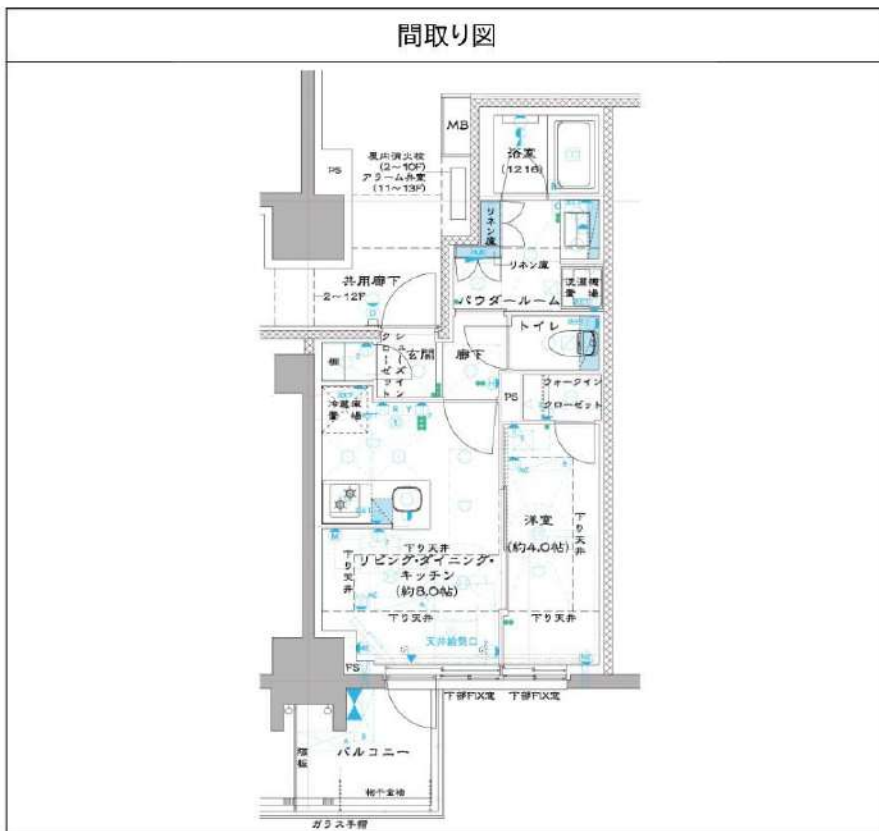 間取り図
MB
浴室
(1216)
屋内消火栓
(2～10F)
アラーム弁室
(11～13F)
PS
リネン庫
リネン庫
共用廊下
2～12F
洗濯機
置場
パウダールーム
トイレ
シューズイン
クローゼット
玄関
廊下
棚
冷蔵庫
置場
PS
ウォークイン
クローゼット
洋室
(約4.0帖)
下り天井
下り天井
下り天井
リビング・ダイニング・
キッチン
(約8.0帖)
下り天井
下り天井
天井給気口
PS
下部FIX窓
下部FIX窓
バルコニー
隔板
物干金物
ガラス手摺